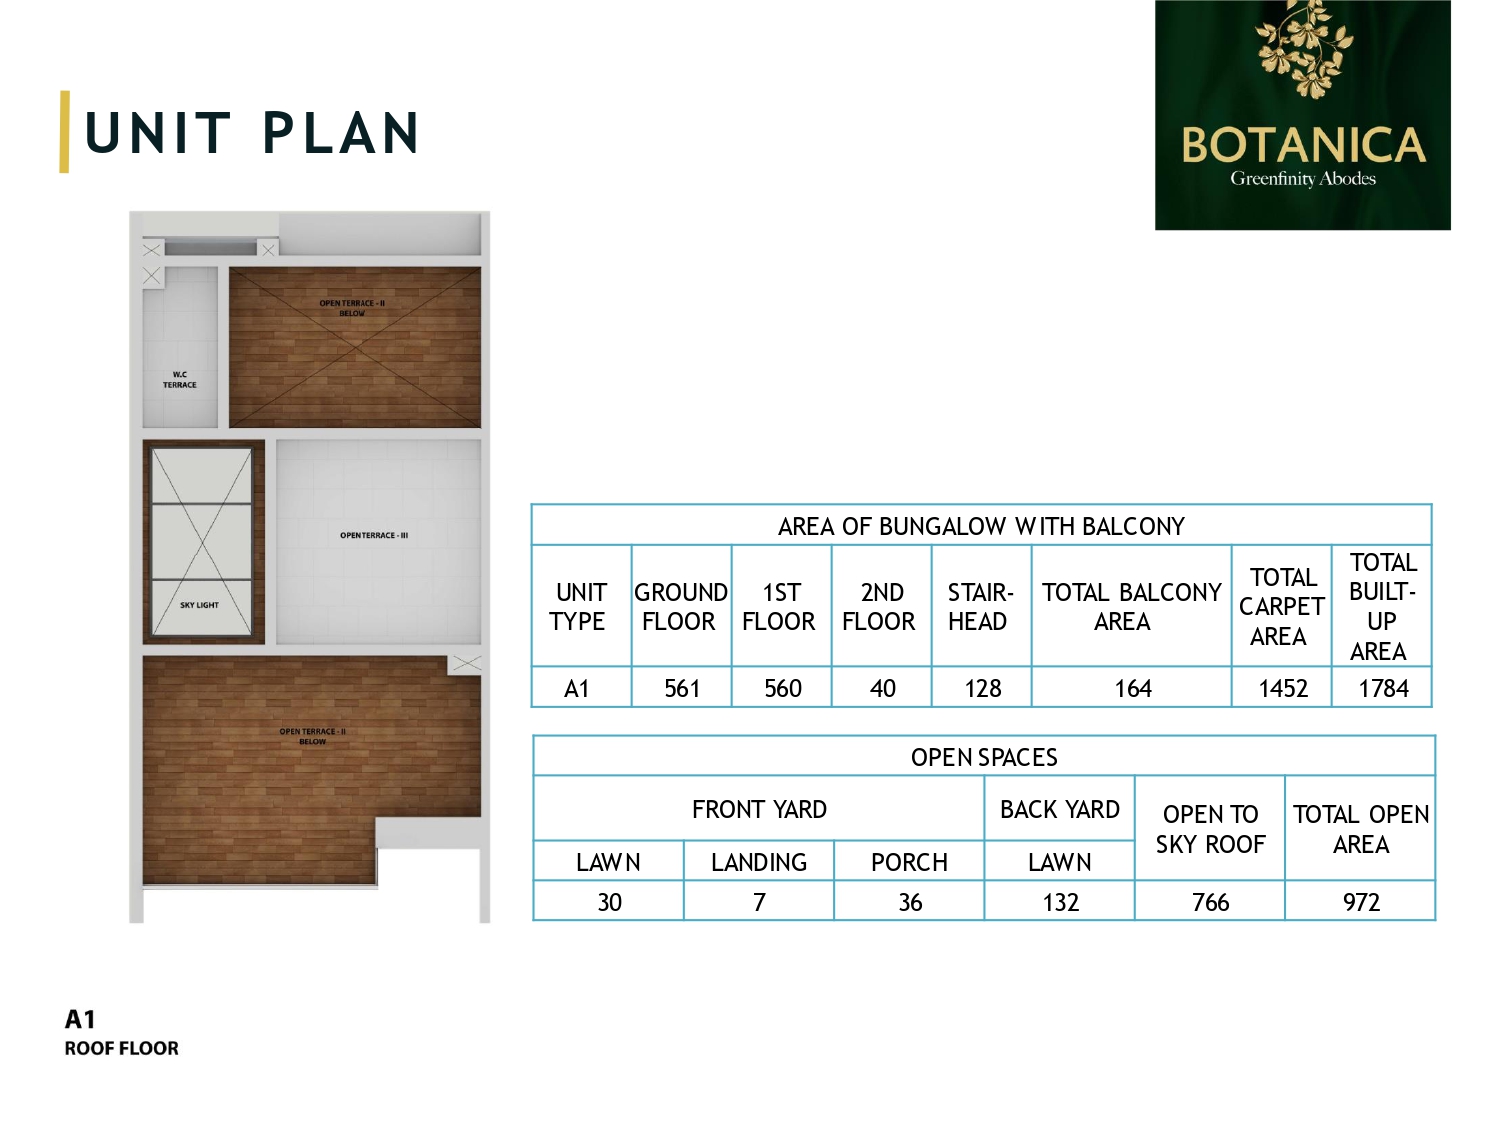 BOTANICA
Greenfinity Abodes
UNIT PLAN
OPEN TERRACE - II
BELOW
W.C
TERRACE
OPEN TERRACE - III
SKY LIGHT
OPEN TERRACE - II
BELOW
AREA OF BUNGALOW WITH BALCONY
UNIT TYPE GROUND FLOOR 1ST FLOOR 2ND FLOOR STAIR-HEAD TOTAL BALCONY AREA TOTAL CARPET AREA TOTAL BUILT-UP AREA
A1 561 560 40 128 164 1452 1784
OPEN SPACES
FRONT YARD BACK YARD OPEN TO SKY ROOF TOTAL OPEN AREA
LAWN LANDING PORCH LAWN
30 7 36 132 766 972
A1
ROOF FLOOR